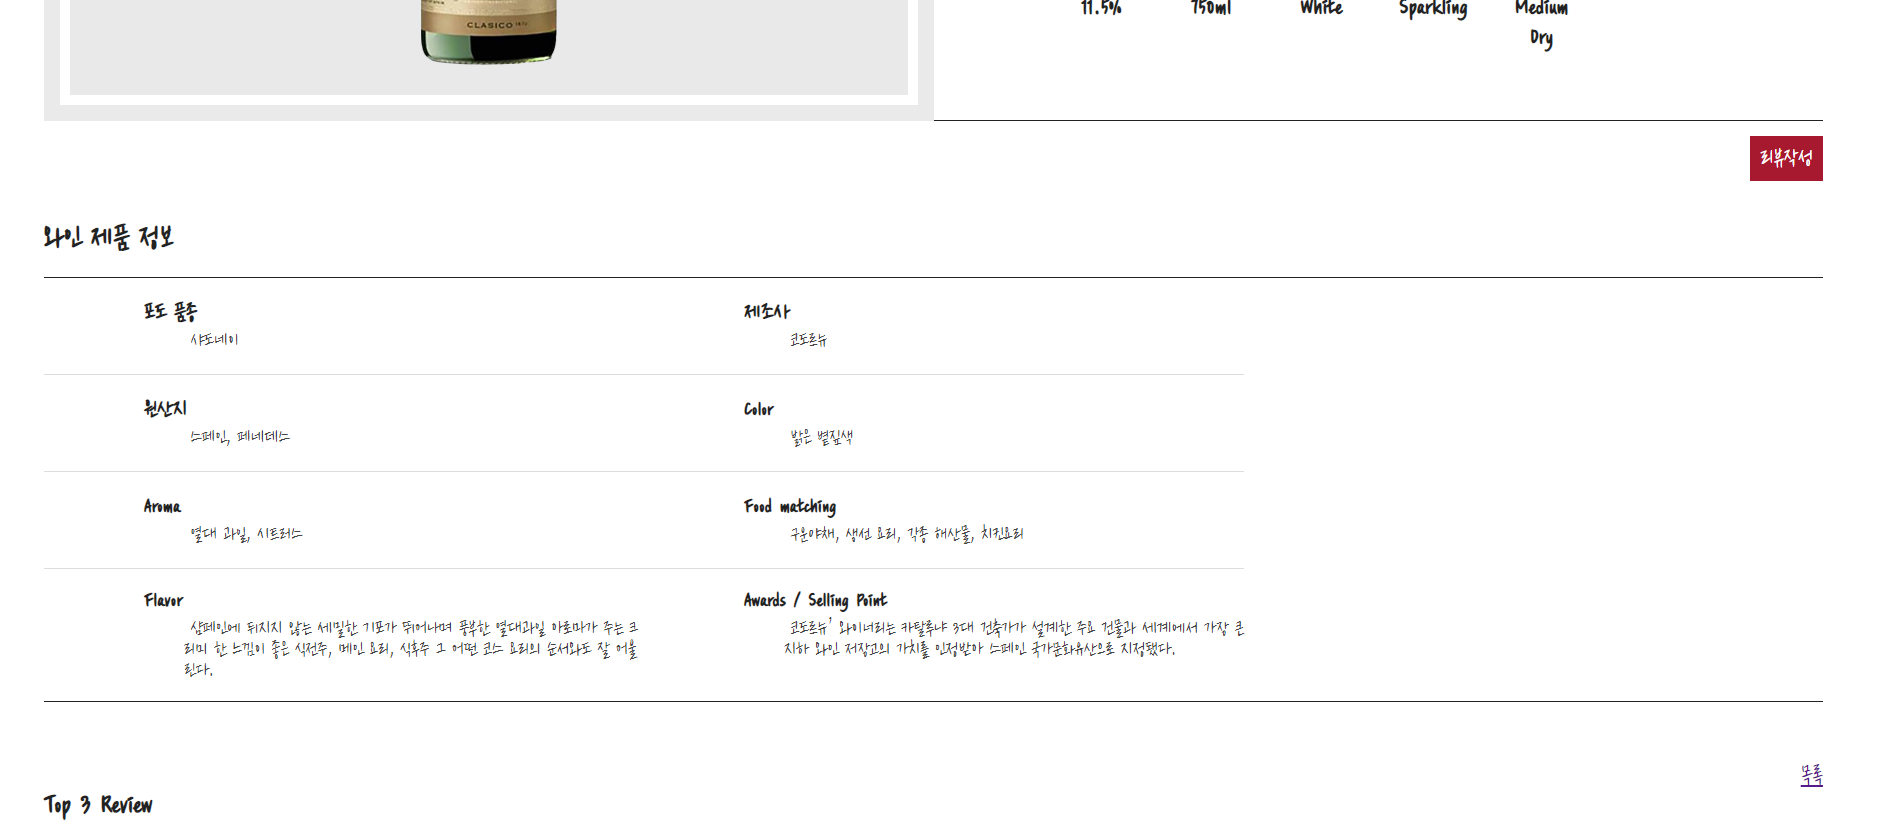 CLASICO
11.5% 750ml White Sparkling Medium
Dry
리뷰작성
와인 제품 정보
포도 품종 제조사
샤도네이 코도르뉴
원산지 Color
스페인, 페네데스 밝은 볕짚색
Aroma Food matching
열대 과일, 시트러스 구운야채, 생선 요리, 각종 해산물, 치킨요리
Flavor
샴페인에 뒤지지 않는 세밀한 기포가 뛰어나며 풍부한 열대과일 아로마가 주는 크
리미 한 느낌이 좋은 식전주, 메인 요리, 식후주 그 어떤 코스 요리의 순서와도 잘 어울
린다.
Awards / Selling Point
코도르뉴’ 와이너리는 카탈루냐 3대 건축가가 설계한 주요 건물과 세계에서 가장 큰
지하 와인 저장고의 가치를 인정받아 스페인 국가문화유산으로 지정됐다.
목록
Top 3 Review